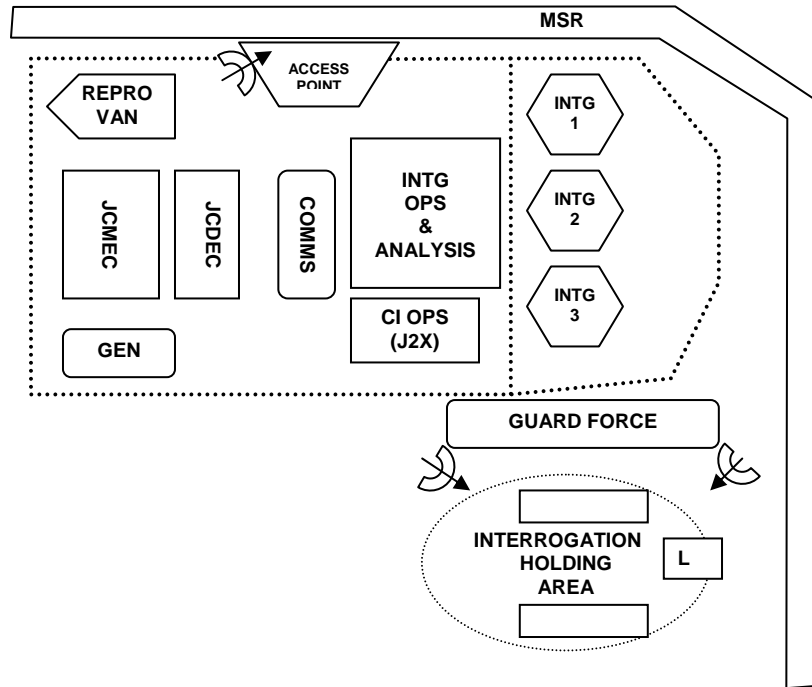 MSR
ACCESS
POINT
REPRO
VAN
INTG
1
JCMEC
JCDEC
COMMS
INTG
OPS
&
ANALYSIS
INTG
2
INTG
3
CI OPS
(J2X)
GEN
GUARD FORCE
INTERROGATION
HOLDING
AREA
L